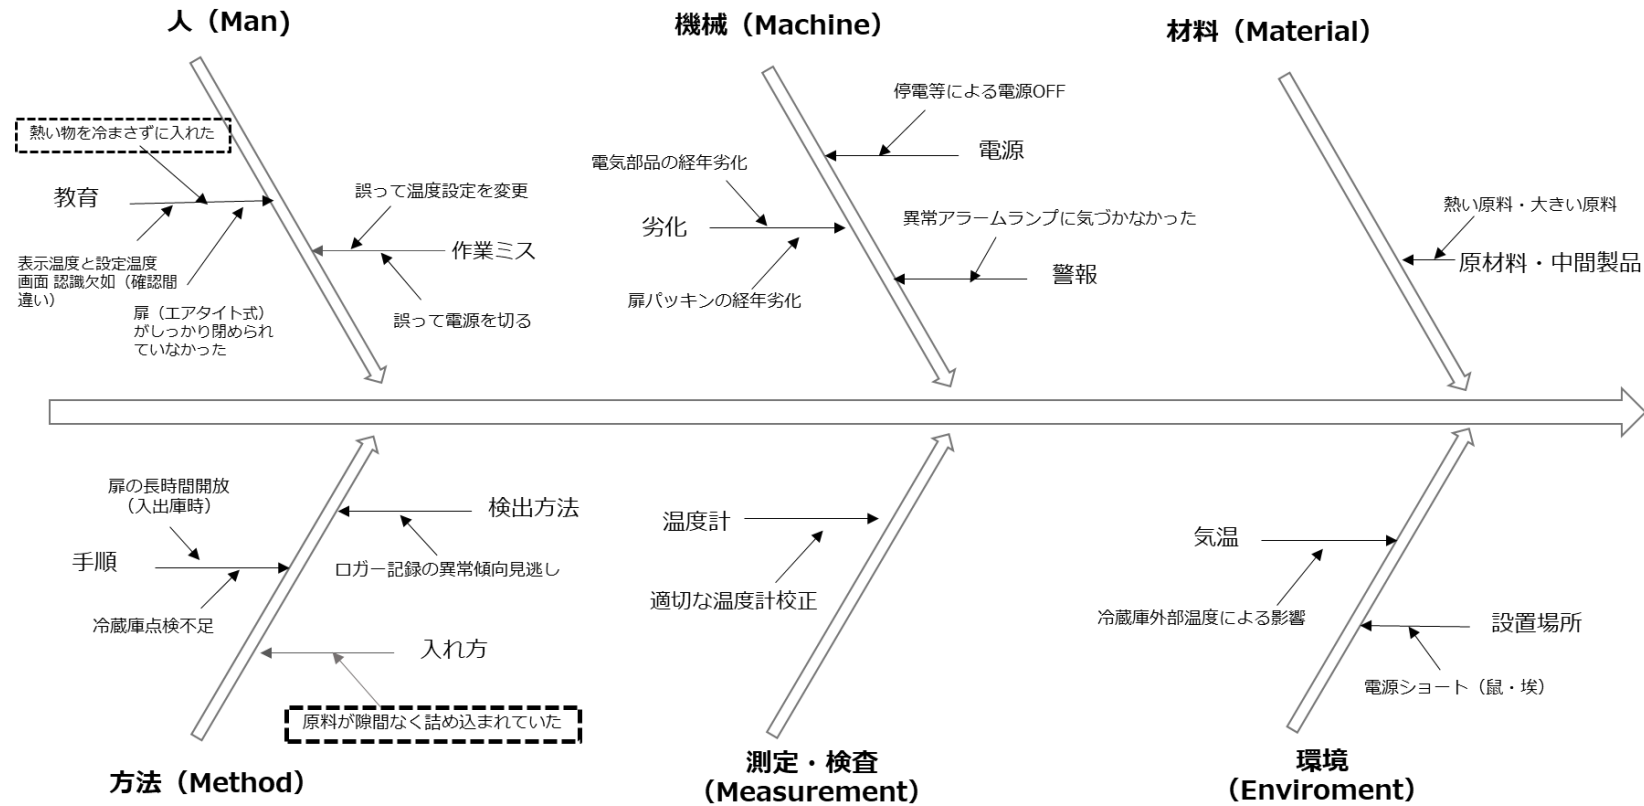 人（Man）
機械（Machine）
材料（Material）
停電等による電源OFF
熱い物を冷まさずに入れた
電源
電気部品の経年劣化
教育
誤って温度設定を変更
熱い原料・大きい原料
異常アラームランプに気づかなかった
劣化
作業ミス
原材料・中間製品
表示温度と設定温度
画面 認識欠如（確認間
違い）
警報
扉パッキンの経年劣化
扉（エアタイト式）
がしっかり閉められ
ていなかった
誤って電源を切る
扉の長時間開放
（入出庫時）
検出方法
温度計
気温
手順
ロガー記録の異常傾向見逃し
適切な温度計校正
冷蔵庫点検不足
冷蔵庫外部温度による影響
設置場所
入れ方
電源ショート（鼠・埃）
原料が隙間なく詰め込まれていた
方法（Method）
測定・検査
（Measurement）
環境
（Enviroment）